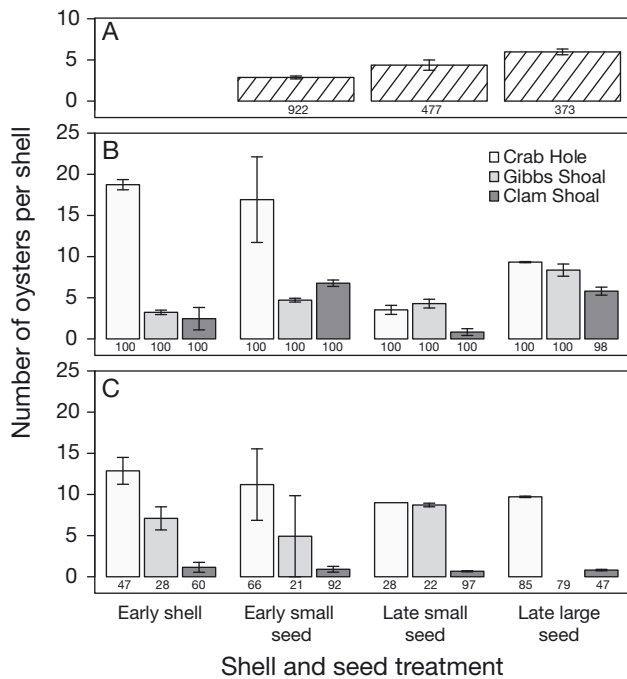 Number of oysters per shell
A
10
5
0
922 477 373
B
25
20
15
10
5
0
Crab Hole
Gibbs Shoal
Clam Shoal
100 100 100 100 100 100 100 100 100 100 100 98
C
25
20
15
10
5
0
47 28 60 66 21 92 28 22 97 85 79 47
Early shell Early small Late small Late large
seed seed seed
Shell and seed treatment